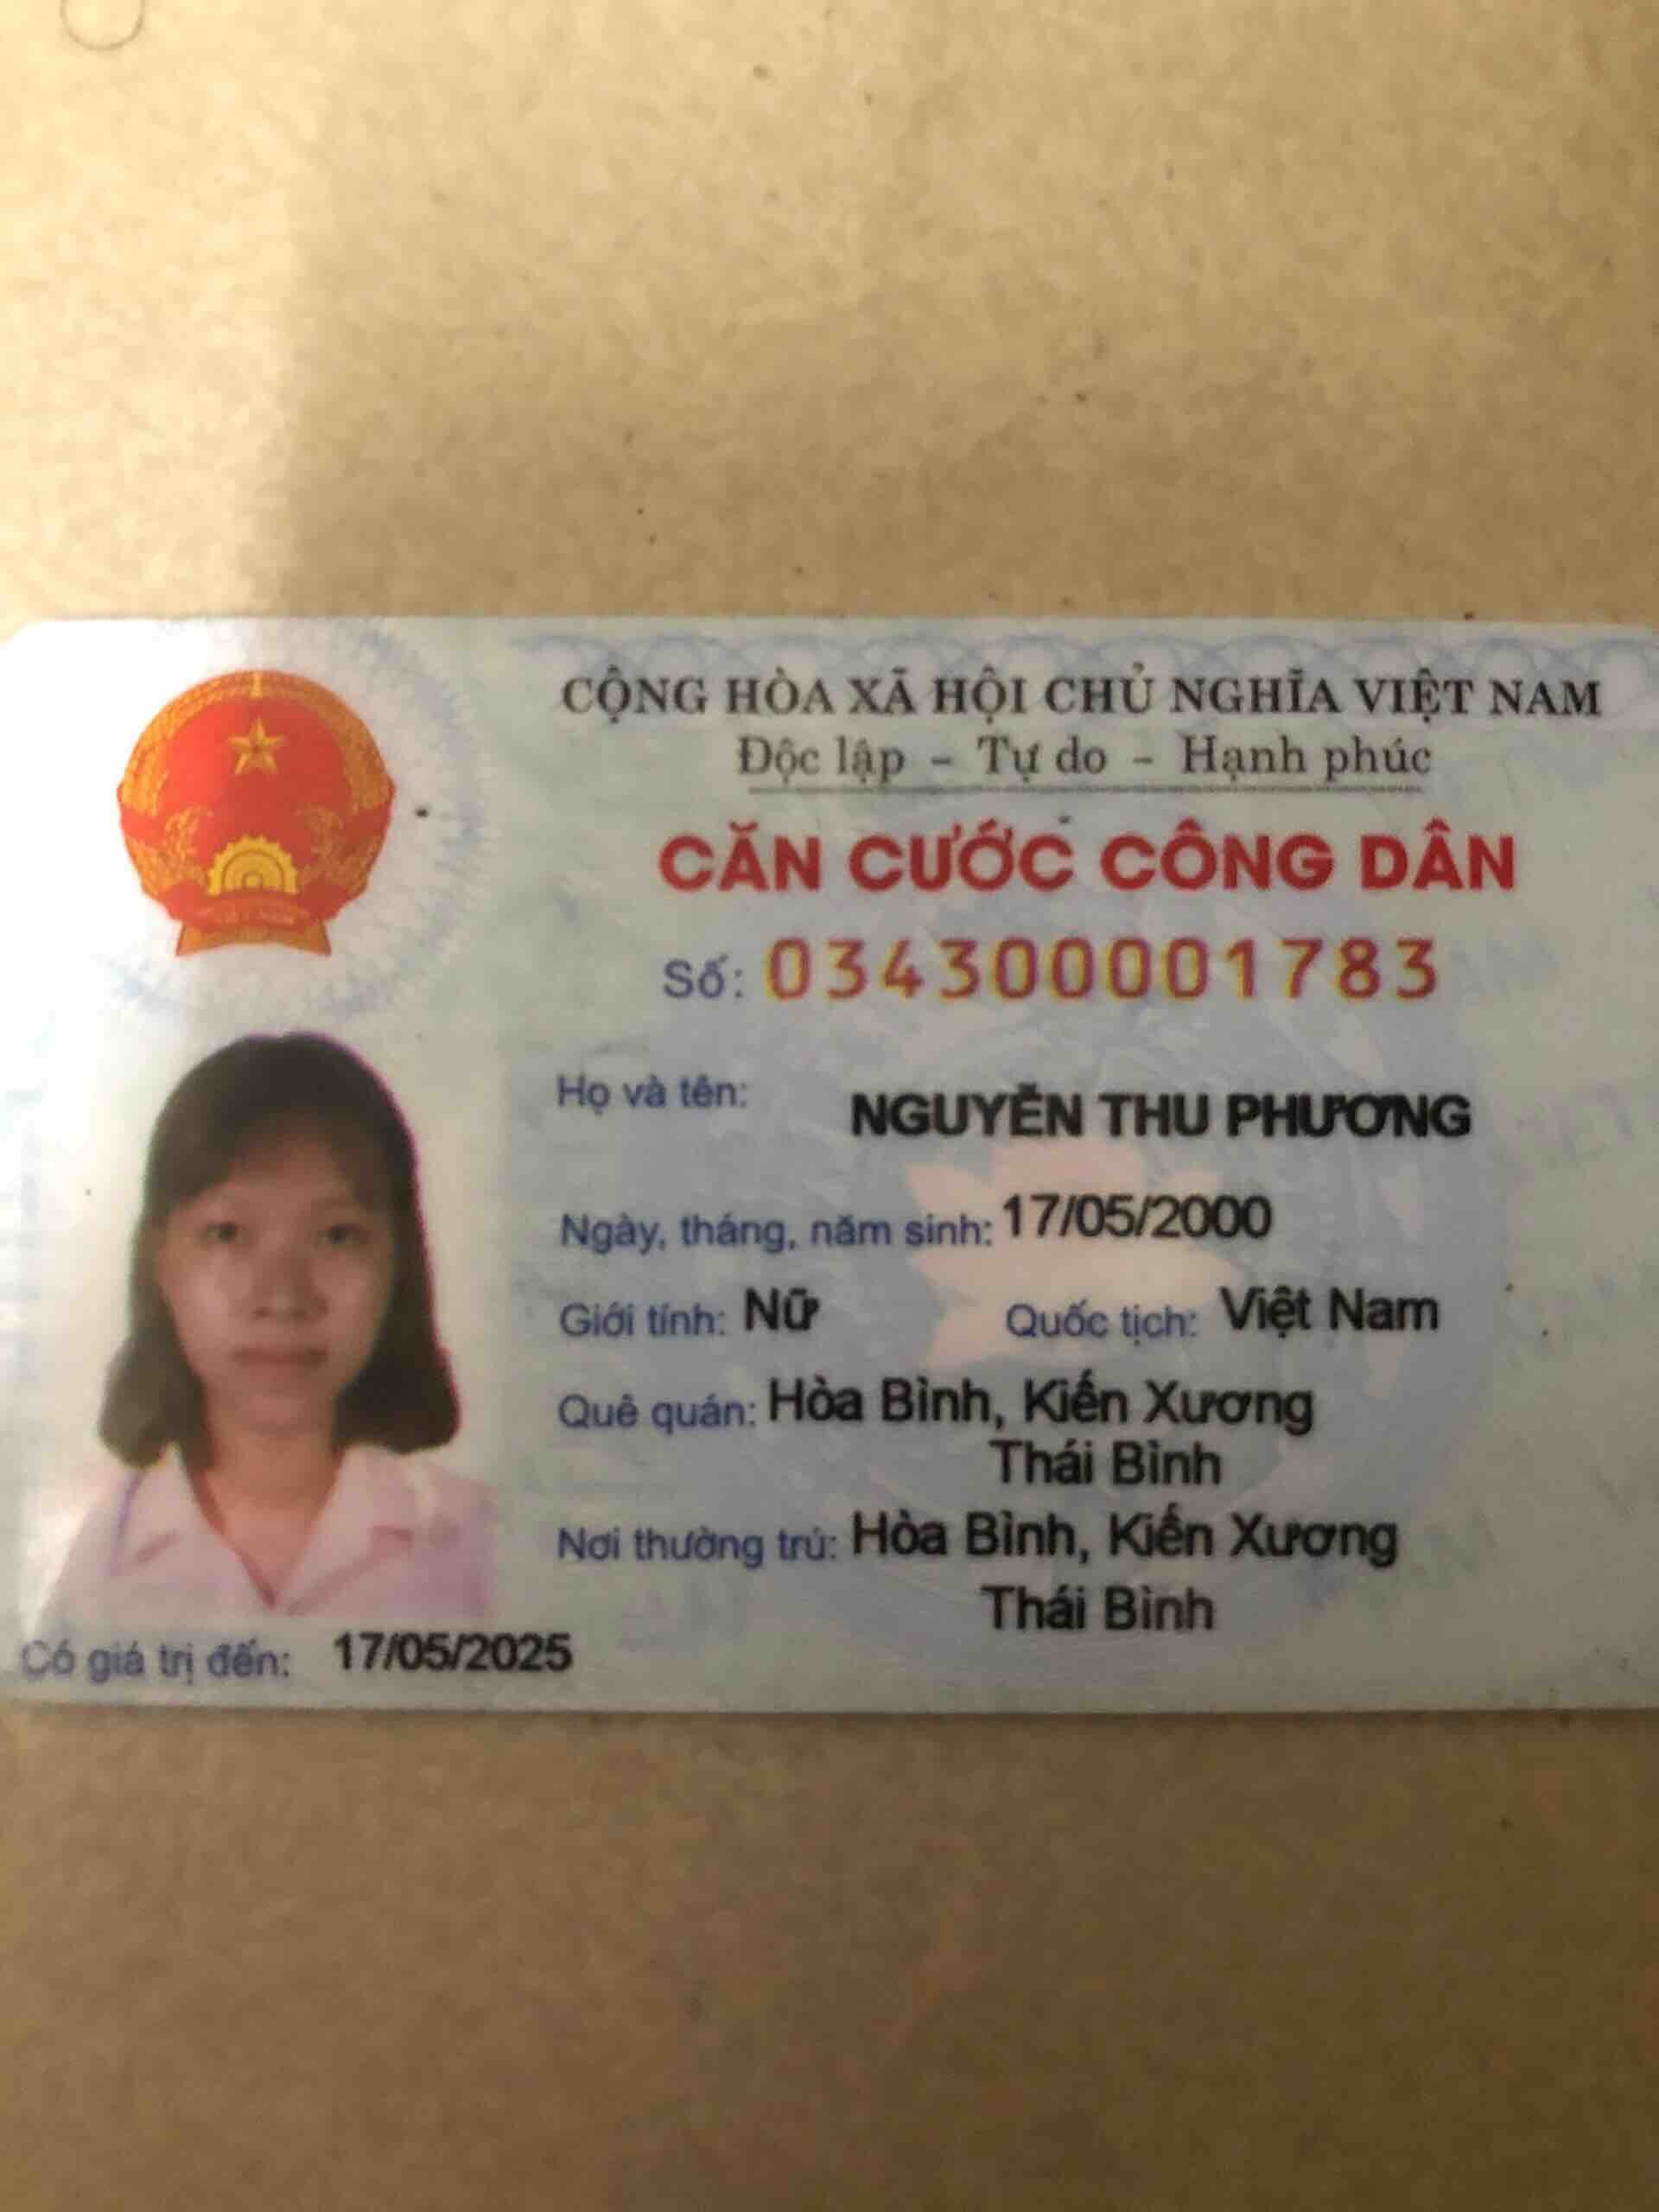 CỘNG HÒA XÃ HỘI CHỦ NGHĨA VIỆT NAM
Độc lập - Tự do - Hạnh phúc
CĂN CƯỚC CÔNG DÂN
Số: 034300001783
Họ và tên: NGUYỄN THU PHƯƠNG
Ngày, tháng, năm sinh: 17/05/2000
Giới tính: Nữ Quốc tịch: Việt Nam
Quê quán: Hòa Bình, Kiến Xương
Thái Bình
Nơi thường trú: Hòa Bình, Kiến Xương
Thái Bình
Có giá trị đến: 17/05/2025